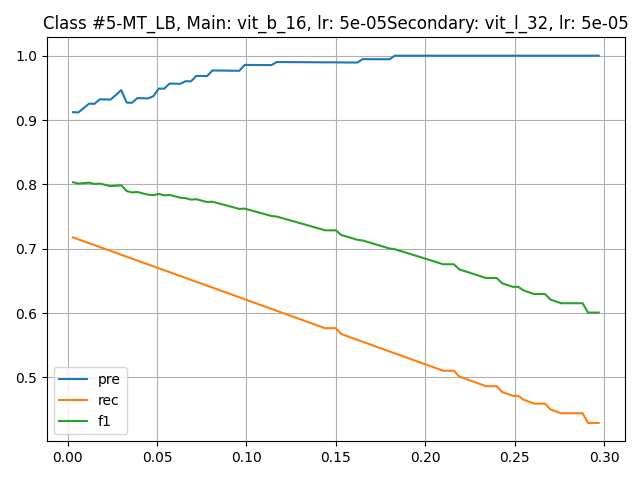 Class #5-MT_LB, Main: vit_b_16, lr: 5e-05Secondary: vit_l_32, lr: 5e-05
1.0
0.9
0.8
0.7
0.6
0.5
pre
rec
f1
0.00 0.05 0.10 0.15 0.20 0.25 0.30